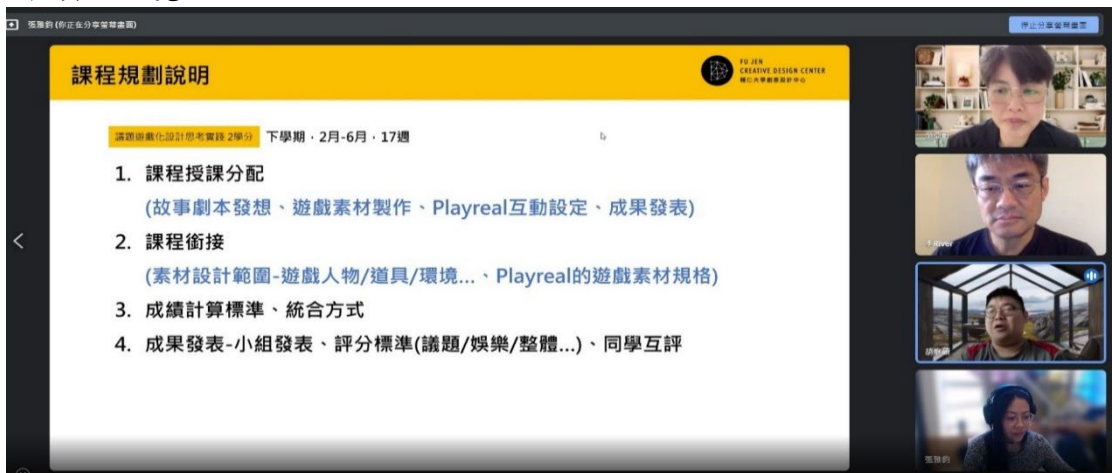 張雅鈞 (你正在分享螢幕畫面)
停止分享螢幕畫面
課程規劃說明
FU JEN
CREATIVE DESIGN CENTER
輔仁大學創意設計中心
議題遊戲化設計思考實踐 2學分 下學期．2月-6月．17週
1. 課程授課分配
(故事劇本發想、遊戲素材製作、Playreal互動設定、成果發表)
2. 課程銜接
(素材設計範圍-遊戲人物/道具/環境...、Playreal的遊戲素材規格)
3. 成績計算標準、統合方式
4. 成果發表-小組發表、評分標準(議題/娛樂/整體...)、同學互評
River
張雅鈞